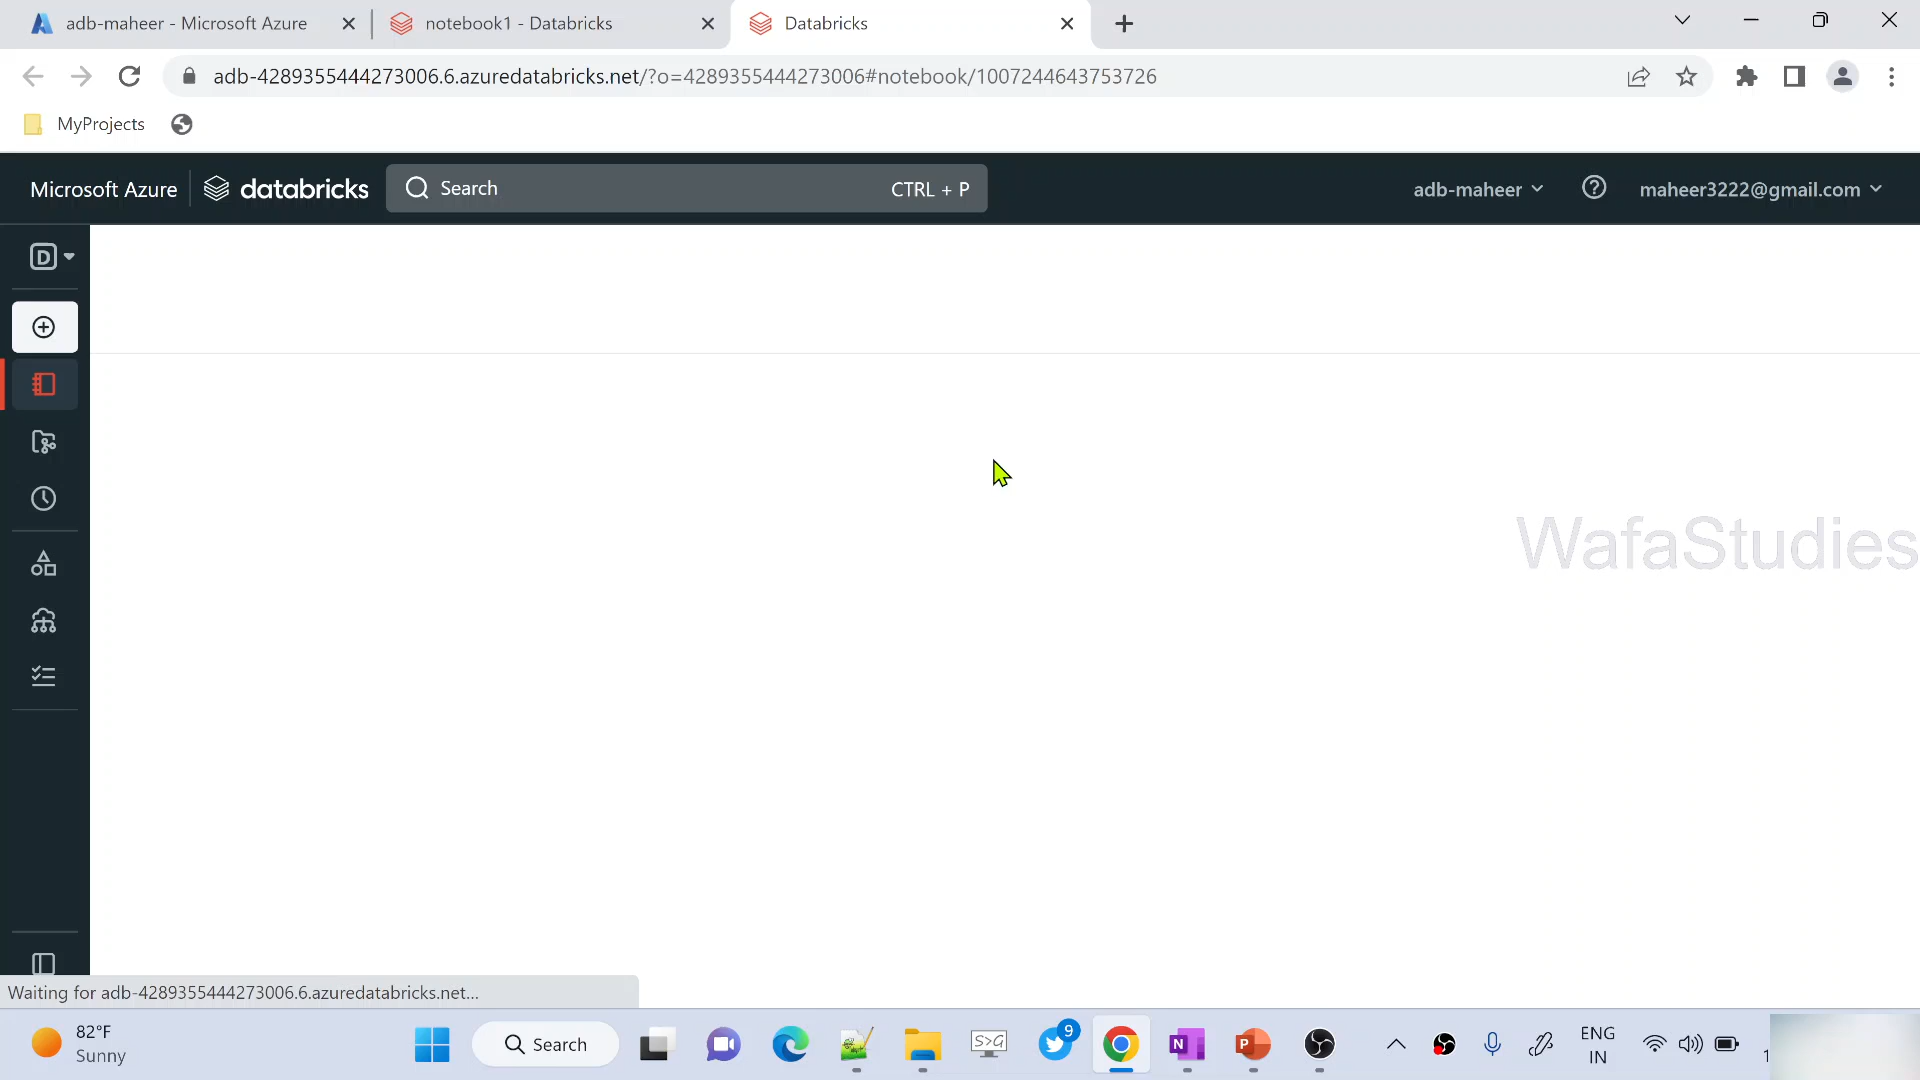 adb-maheer - Microsoft Azure
notebook1 - Databricks
Databricks
adb-4289355444273006.6.azuredatabricks.net/?o=4289355444273006#notebook/1007244643753726
MyProjects
Microsoft Azure
databricks
Search
CTRL + P
adb-maheer
maheer3222@gmail.com
D
WafaStudies
Waiting for adb-4289355444273006.6.azuredatabricks.net...
82°F
Sunny
Search
S>G
9
N
P
ENG
IN
1